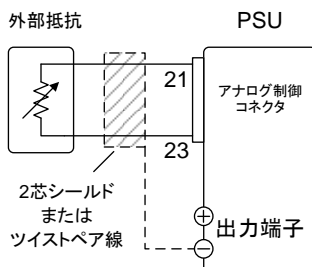 外部抵抗
PSU
21
アナログ制御
コネクタ
23
2芯シールド
または
ツイストペア線
+
出力端子
−